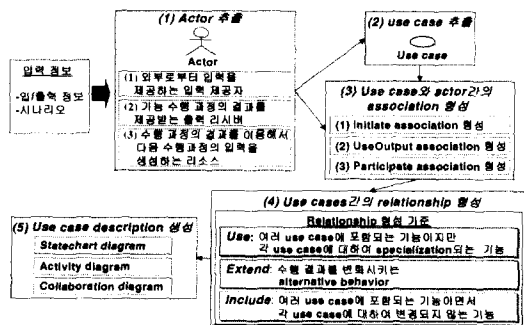 (1) Actor 추출
Actor
(1) 외부로부터 입력을
제공하는 입력 제공자
(2) 기능 수행 과정의 결과를
제공받는 출력 리시버
(3) 수행 과정의 결과를 이용해서
다음 수행과정의 입력을
생성하는 리소스
입력 정보
-입/출력 정보
-시나리오
(2) use case 추출
Use case
(3) Use case와 actor간의
association 형성
(1) Initiate association 형성
(2) UseOutput association 형성
(3) Participate association 형성
(4) Use cases간의 relationship 형성
Relationship 형성 기준
Use: 여러 use case에 포함되는 기능이지만
각 use case에 대하여 specialization되는 기능
Extend: 수행 결과를 변화시키는
alternative behavior
Include: 여러 use case에 포함되는 기능이면서
각 use case에 대하여 변경되지 않는 기능
(5) Use case description 생성
Statechart diagram
Activity diagram
Collaboration diagram